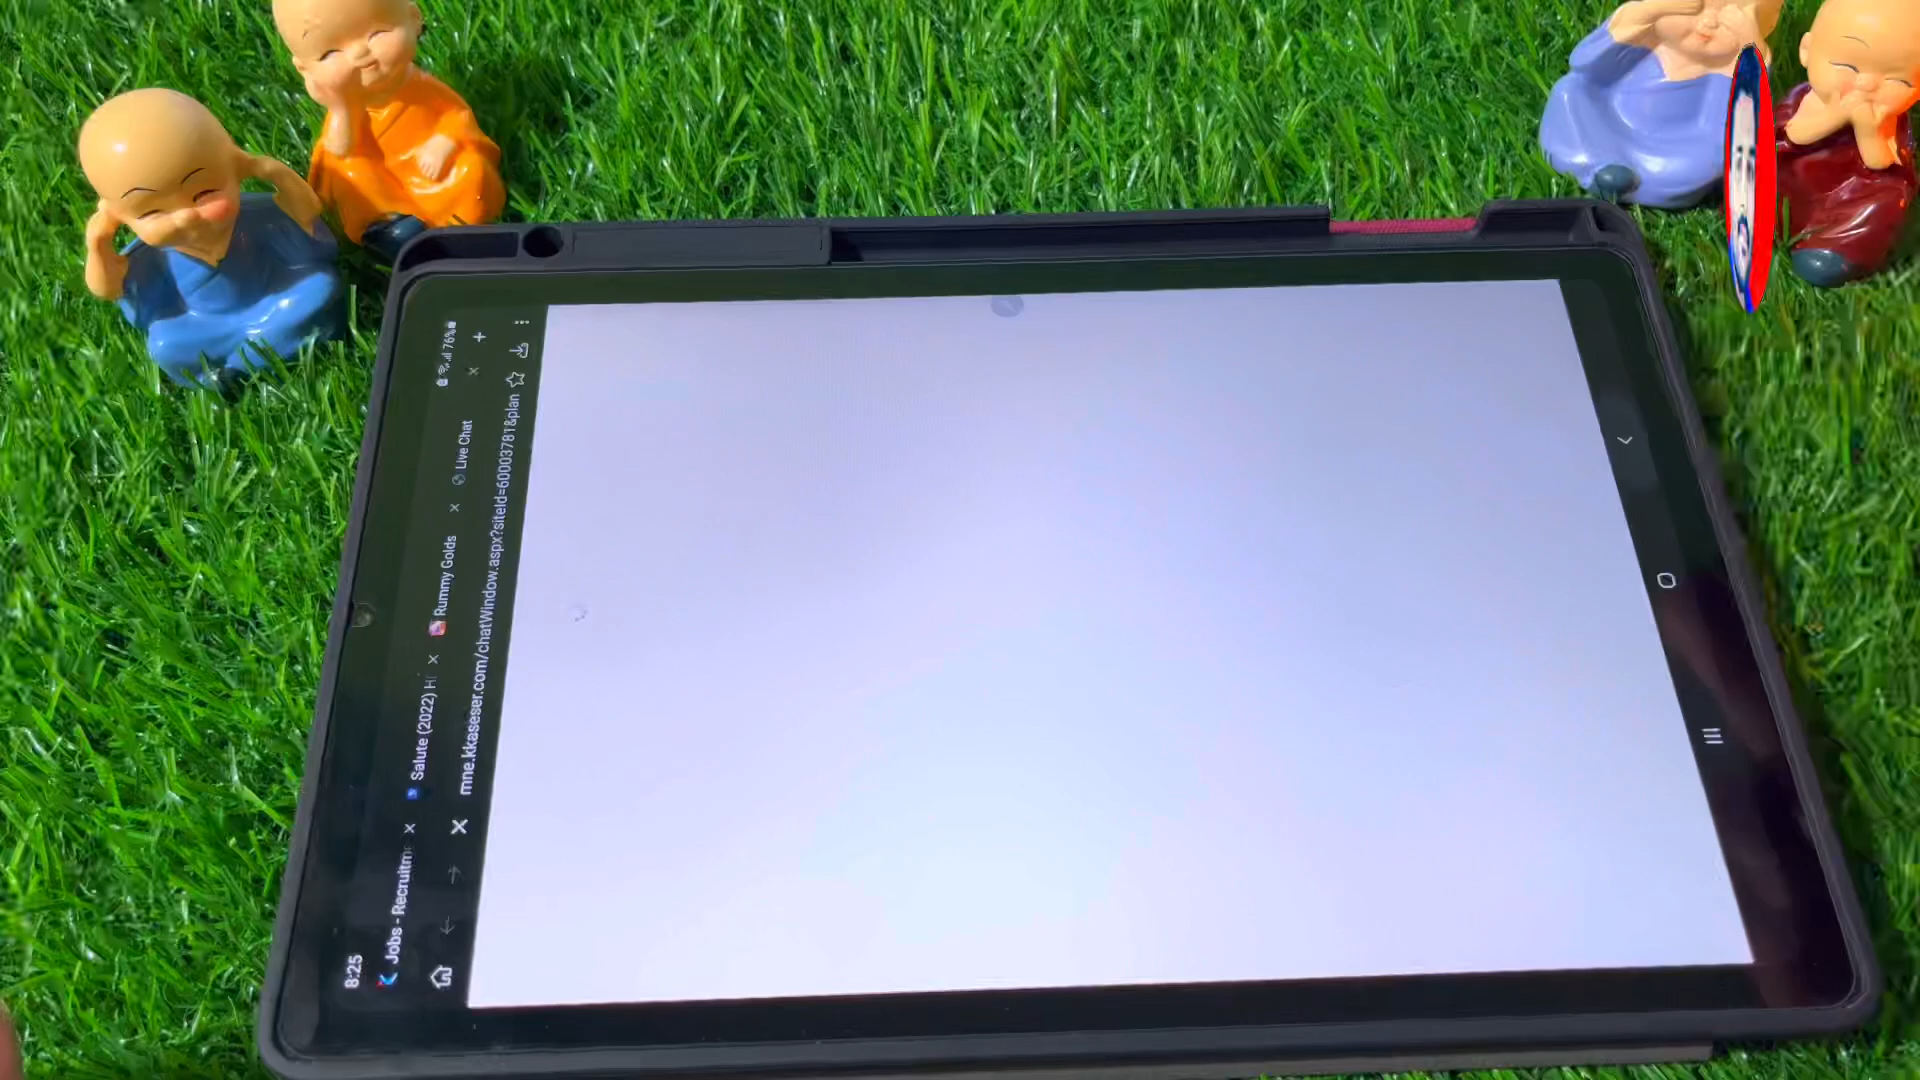 8:25
76%
Jobs - Recruitm
Salute (2022) Hi
Rummy Golds
Live Chat
mne.kkaseser.com/chatWindow.aspx?siteId=60003781&plan